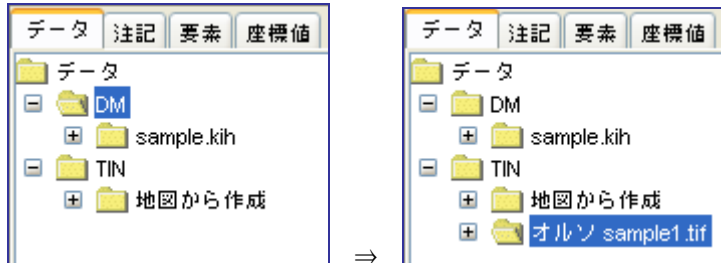 データ 注記 要素 座標値
データ
DM
sample.kih
TIN
地図から作成
⇒
データ 注記 要素 座標値
データ
DM
sample.kih
TIN
地図から作成
オルソ sample1.tif